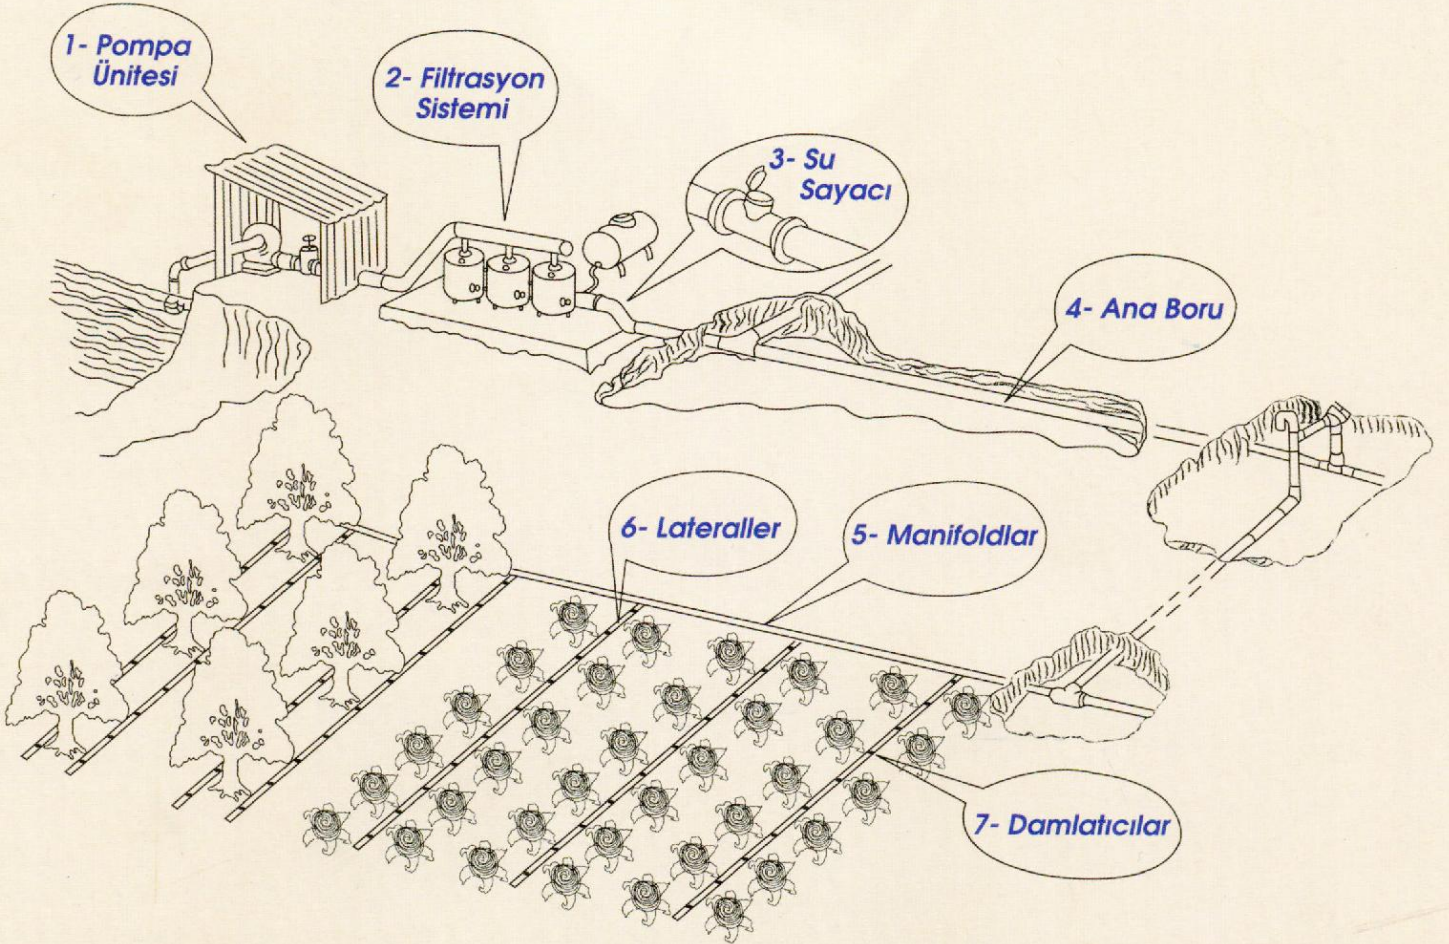 1- Pompa
Ünitesi
2- Filtrasyon
Sistemi
3- Su
Sayacı
4- Ana Boru
6- Lateraller
5- Manifoldlar
7- Damlatıcılar